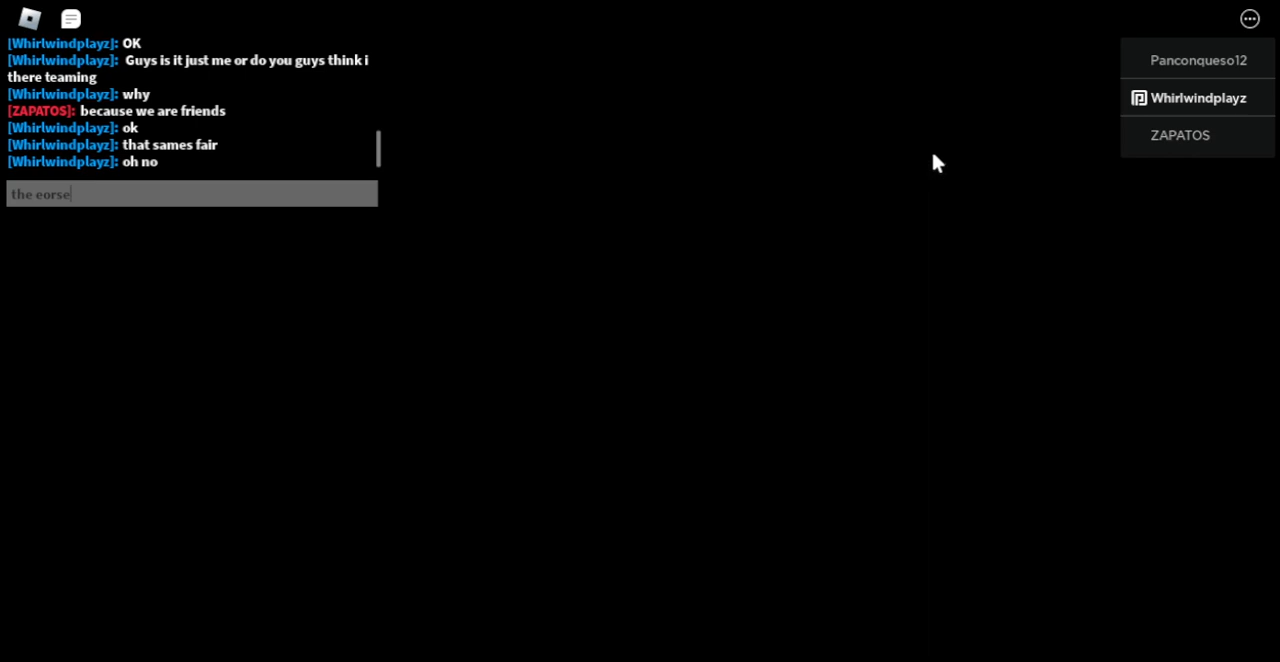 [Whirlwindplayz]: OK
[Whirlwindplayz]: Guys is it just me or do you guys think i
there teaming
[Whirlwindplayz]: why
[ZAPATOS]: because we are friends
[Whirlwindplayz]: ok
[Whirlwindplayz]: that sames fair
[Whirlwindplayz]: oh no
the eorse
Panconqueso12
Whirlwindplayz
ZAPATOS